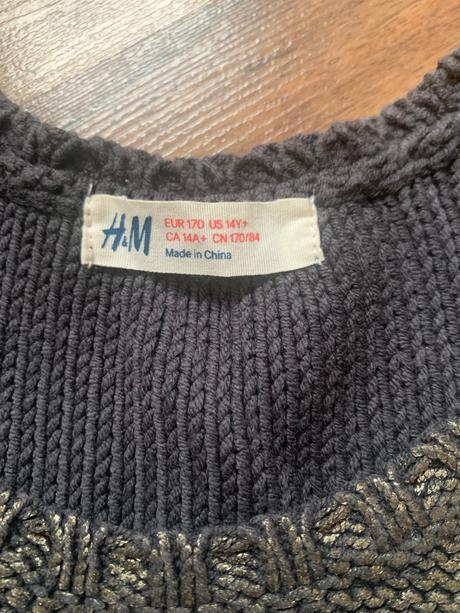 H&M
EUR 170 US 14Y+
CA 14A+ CN 170/84
Made in China